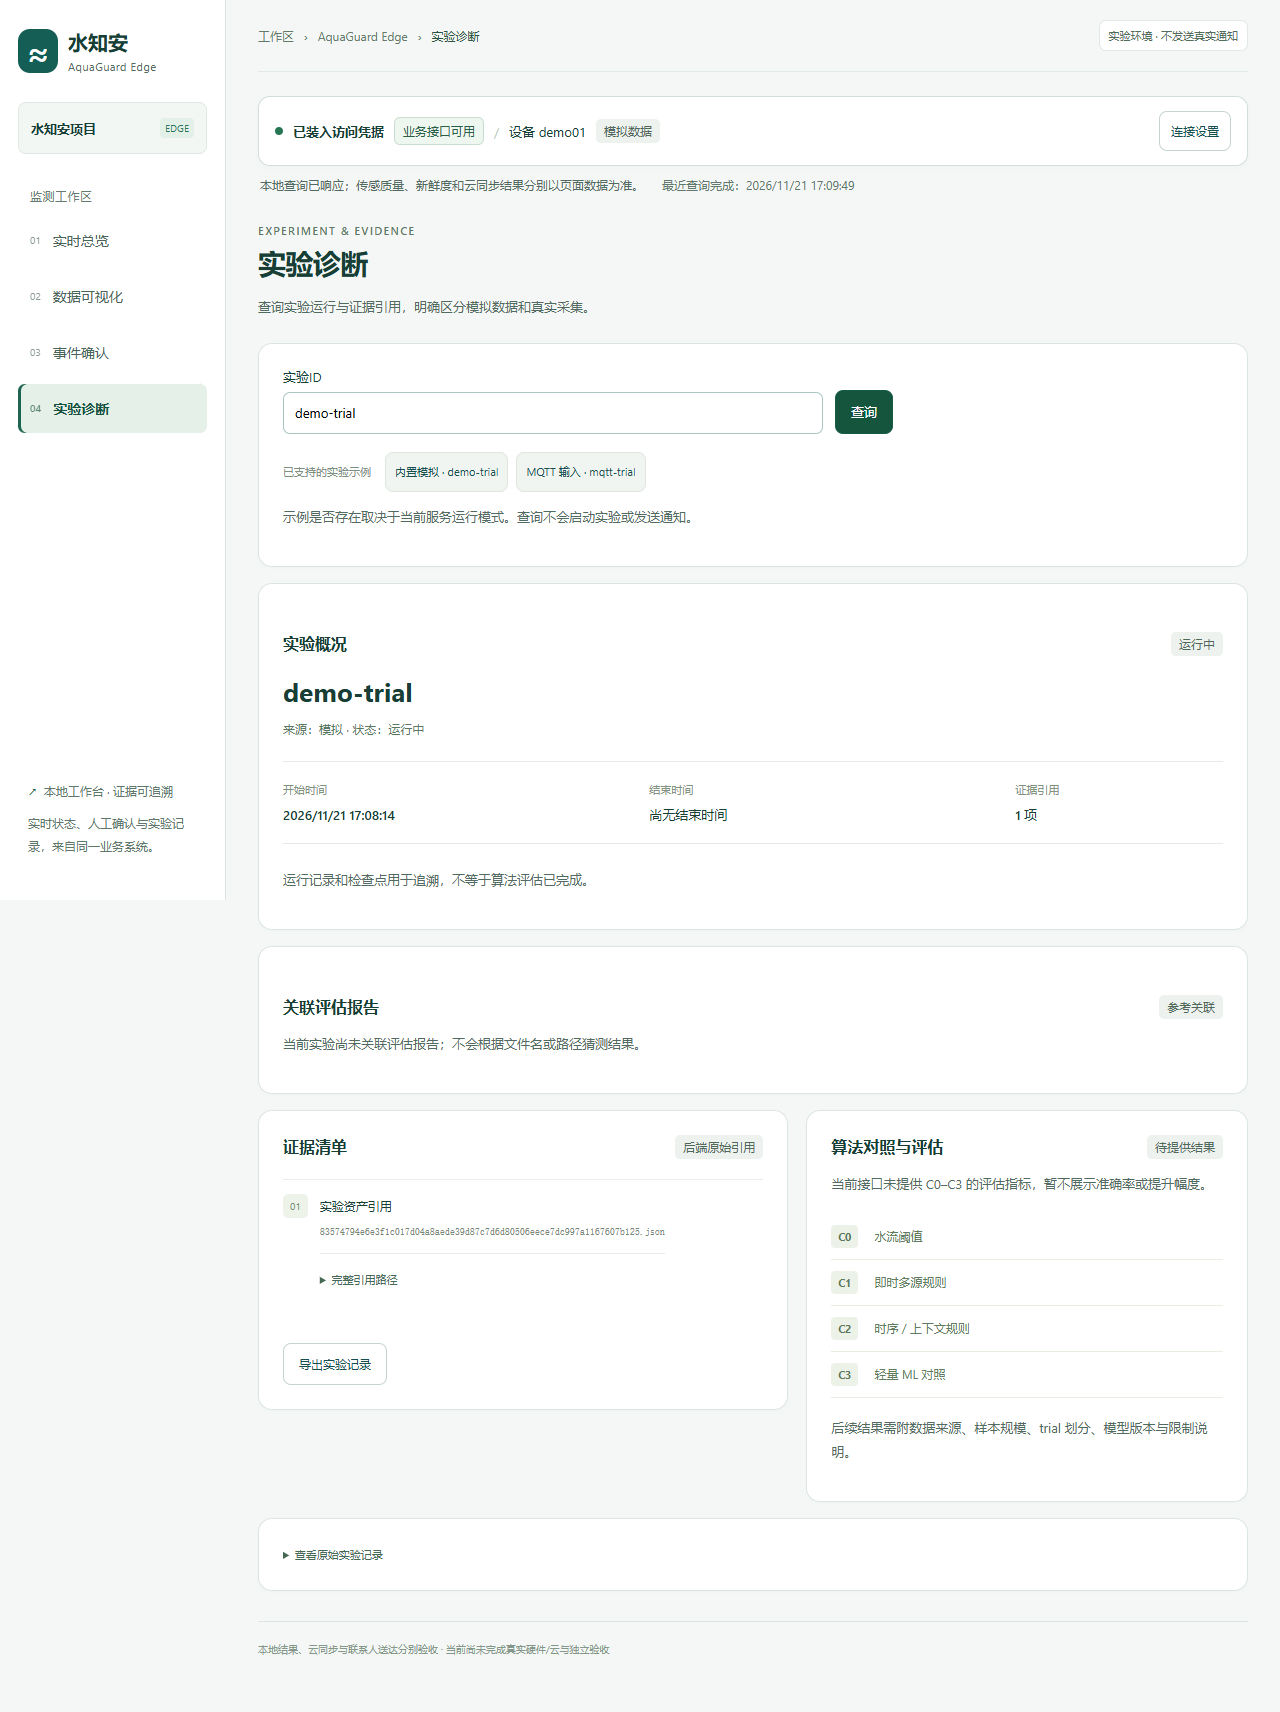 水知安
AquaGuard Edge
水知安项目 EDGE
监测工作区
01 实时总览
02 数据可视化
03 事件确认
04 实验诊断
↗ 本地工作台 · 证据可追溯
实时状态、人工确认与实验记
录，来自同一业务系统。
工作区 › AquaGuard Edge › 实验诊断
实验环境 · 不发送真实通知
已装入访问凭据 业务接口可用 / 设备 demo01 模拟数据
连接设置
本地查询已响应；传感质量、新鲜度和云同步结果分别以页面数据为准。 最近查询完成：2026/11/21 17:09:49
EXPERIMENT & EVIDENCE
实验诊断
查询实验运行与证据引用，明确区分模拟数据和真实采集。
实验ID
demo-trial 查询
已支持的实验示例 内置模拟 · demo-trial MQTT 输入 · mqtt-trial
示例是否存在取决于当前服务运行模式。查询不会启动实验或发送通知。
实验概况 运行中
demo-trial
来源：模拟 · 状态：运行中
开始时间 结束时间 证据引用
2026/11/21 17:08:14 尚无结束时间 1 项
运行记录和检查点用于追溯，不等于算法评估已完成。
关联评估报告 参考关联
当前实验尚未关联评估报告；不会根据文件名或路径猜测结果。
证据清单 后端原始引用
01 实验资产引用
83574794e6e3f1c017d04a8aede39d87c7d6d80506eece7dc997a1167607b125.json
▶ 完整引用路径
导出实验记录
算法对照与评估 待提供结果
当前接口未提供 C0–C3 的评估指标，暂不展示准确率或提升幅度。
C0 水流阈值
C1 即时多源规则
C2 时序 / 上下文规则
C3 轻量 ML 对照
后续结果需附数据来源、样本规模、trial 划分、模型版本与限制说
明。
▶ 查看原始实验记录
本地结果、云同步与联系人送达分别验收 · 当前尚未完成真实硬件/云与独立验收